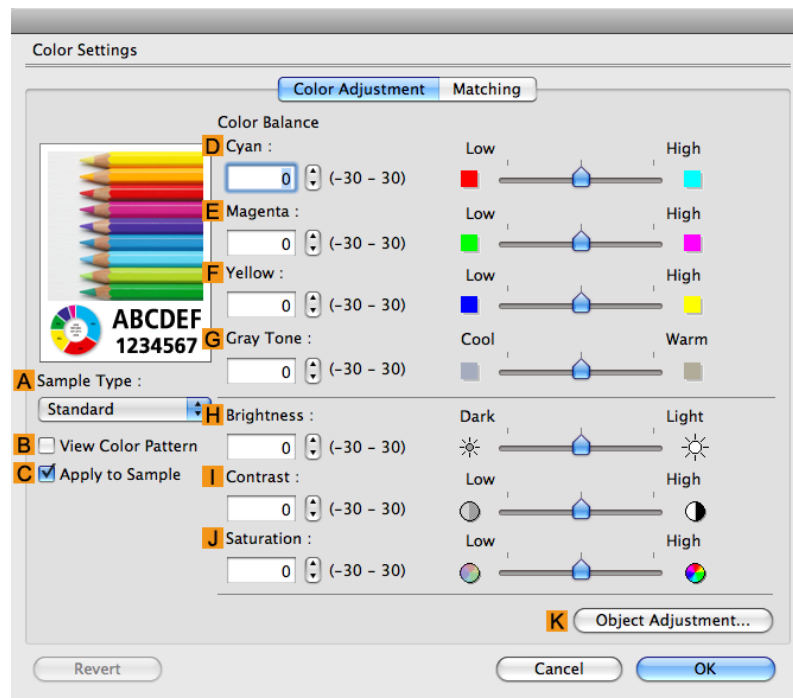 Color Settings
Color Adjustment Matching
Color Balance
D Cyan : Low High
0 (-30 – 30)
E Magenta : Low High
0 (-30 – 30)
F Yellow : Low High
0 (-30 – 30)
ABCDEF
1234567
G Gray Tone : Cool Warm
0 (-30 – 30)
A Sample Type :
Standard
H Brightness : Dark Light
0 (-30 – 30)
B View Color Pattern
C Apply to Sample
I Contrast : Low High
0 (-30 – 30)
J Saturation : Low High
0 (-30 – 30)
K Object Adjustment...
Revert Cancel OK